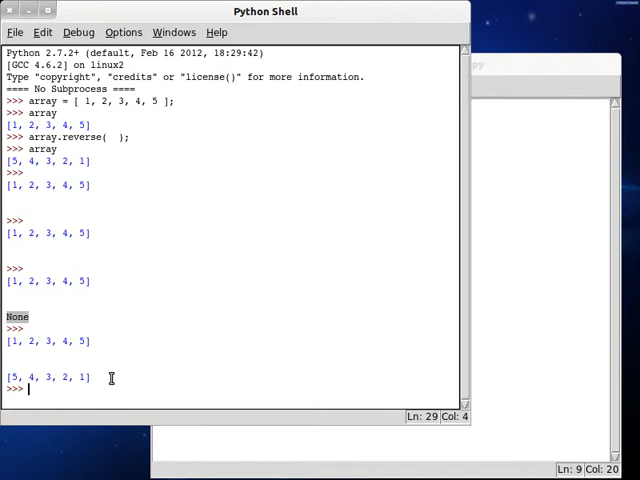 Python Shell
File Edit Debug Options Windows Help
Python 2.7.2+ (default, Feb 16 2012, 18:29:42)
[GCC 4.6.2] on linux2
Type "copyright", "credits" or "license()" for more information.
==== No Subprocess ====
>>> array = [ 1, 2, 3, 4, 5 ];
>>> array
[1, 2, 3, 4, 5]
>>> array.reverse(  );
>>> array
[5, 4, 3, 2, 1]
>>>
[1, 2, 3, 4, 5]
>>>
[1, 2, 3, 4, 5]
>>>
[1, 2, 3, 4, 5]
None
>>>
[1, 2, 3, 4, 5]
[5, 4, 3, 2, 1]
>>>
Ln: 29 Col: 4
py
Ln: 9 Col: 20